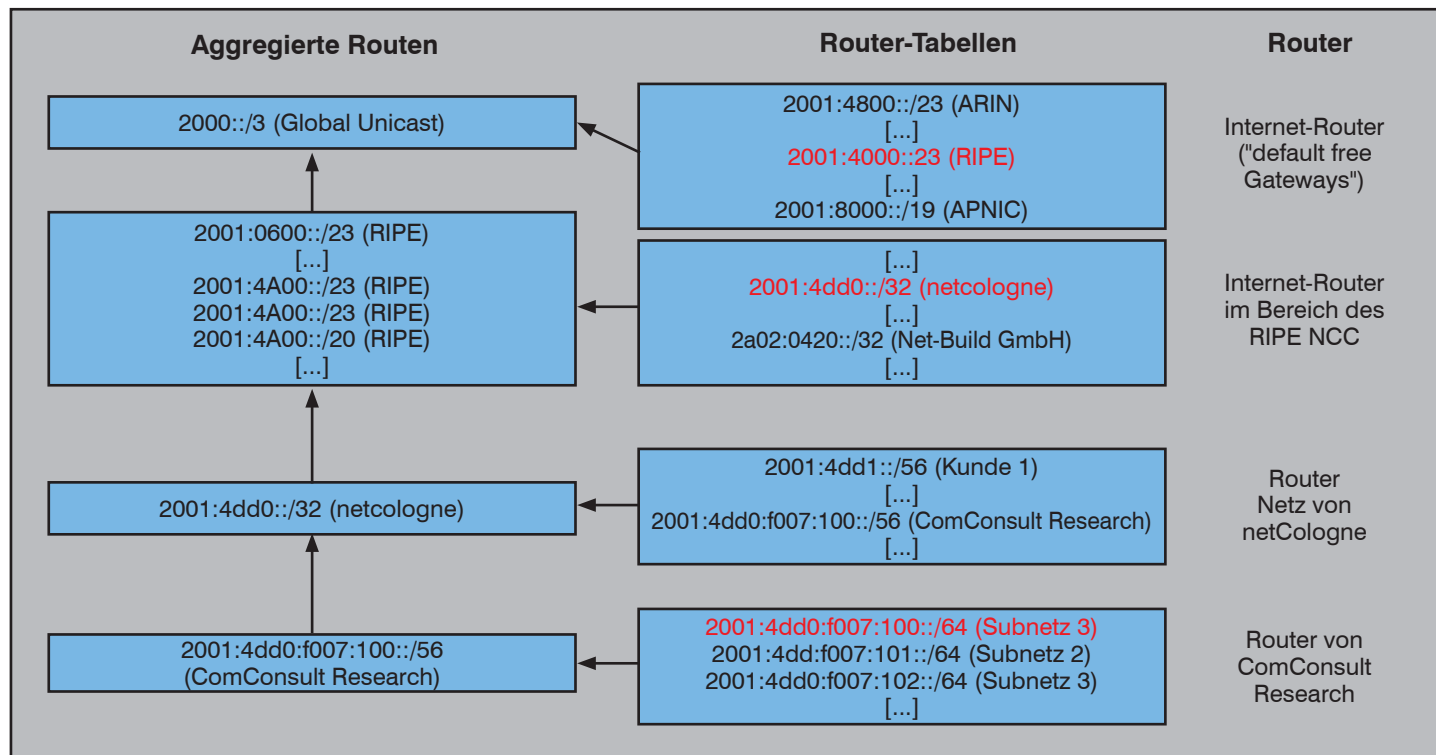 Aggregierte Routen
Router-Tabellen
Router
2000::/3 (Global Unicast)
2001:4800::/23 (ARIN)
[...]
2001:4000::23 (RIPE)
[...]
2001:8000::/19 (APNIC)
Internet-Router
("default free
Gateways")
2001:0600::/23 (RIPE)
[...]
2001:4A00::/23 (RIPE)
2001:4A00::/23 (RIPE)
2001:4A00::/20 (RIPE)
[...]
[...]
2001:4dd0::/32 (netcologne)
[...]
2a02:0420::/32 (Net-Build GmbH)
[...]
Internet-Router
im Bereich des
RIPE NCC
2001:4dd0::/32 (netcologne)
2001:4dd1::/56 (Kunde 1)
[...]
2001:4dd0:f007:100::/56 (ComConsult Research)
[...]
Router
Netz von
netCologne
2001:4dd0:f007:100::/56
(ComConsult Research)
2001:4dd0:f007:100::/64 (Subnetz 3)
2001:4dd:f007:101::/64 (Subnetz 2)
2001:4dd0:f007:102::/64 (Subnetz 3)
[...]
Router von
ComConsult
Research